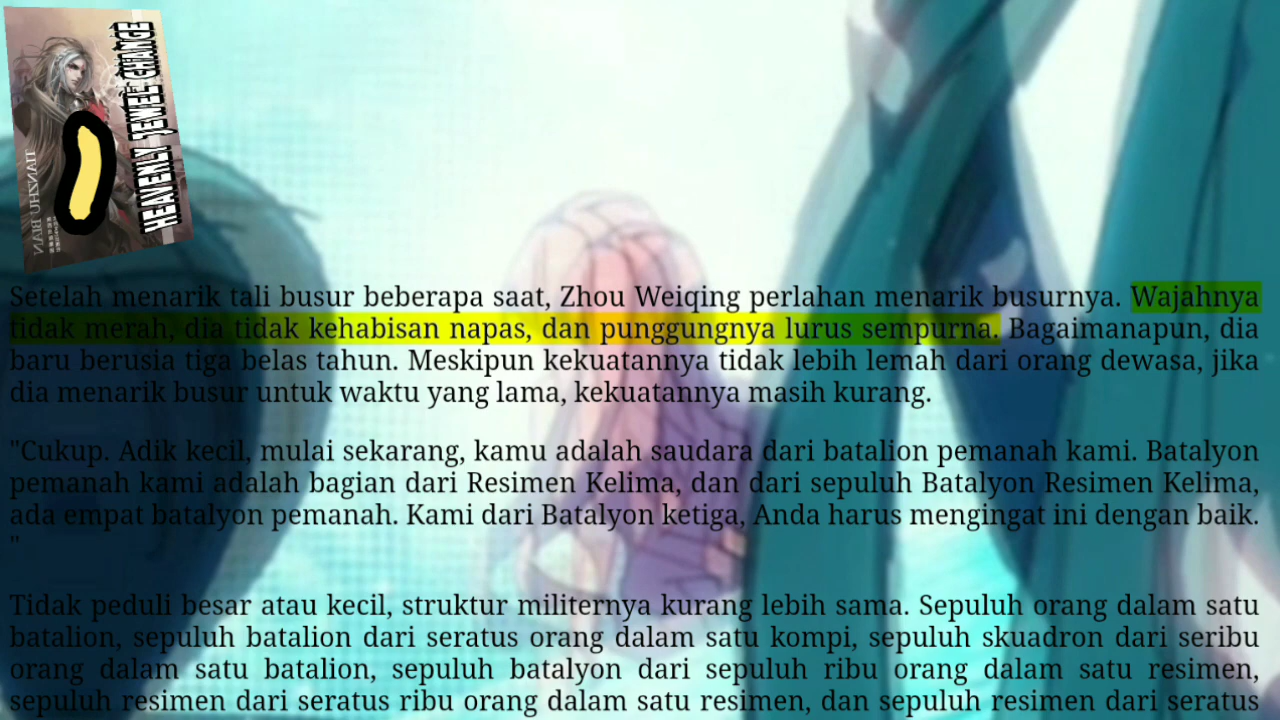 HEAVENLY JEWEL CHANGE
TIANZHU BIAN
Setelah menarik tali busur beberapa saat, Zhou Weiqing perlahan menarik busurnya. Wajahnya
tidak merah, dia tidak kehabisan napas, dan punggungnya lurus sempurna. Bagaimanapun, dia
baru berusia tiga belas tahun. Meskipun kekuatannya tidak lebih lemah dari orang dewasa, jika
dia menarik busur untuk waktu yang lama, kekuatannya masih kurang.
"Cukup. Adik kecil, mulai sekarang, kamu adalah saudara dari batalion pemanah kami. Batalyon
pemanah kami adalah bagian dari Resimen Kelima, dan dari sepuluh Batalyon Resimen Kelima,
ada empat batalyon pemanah. Kami dari Batalyon ketiga, Anda harus mengingat ini dengan baik.
"
Tidak peduli besar atau kecil, struktur militernya kurang lebih sama. Sepuluh orang dalam satu
batalion, sepuluh batalion dari seratus orang dalam satu kompi, sepuluh skuadron dari seribu
orang dalam satu batalion, sepuluh batalyon dari sepuluh ribu orang dalam satu resimen,
sepuluh resimen dari seratus ribu orang dalam satu resimen, dan sepuluh resimen dari seratus